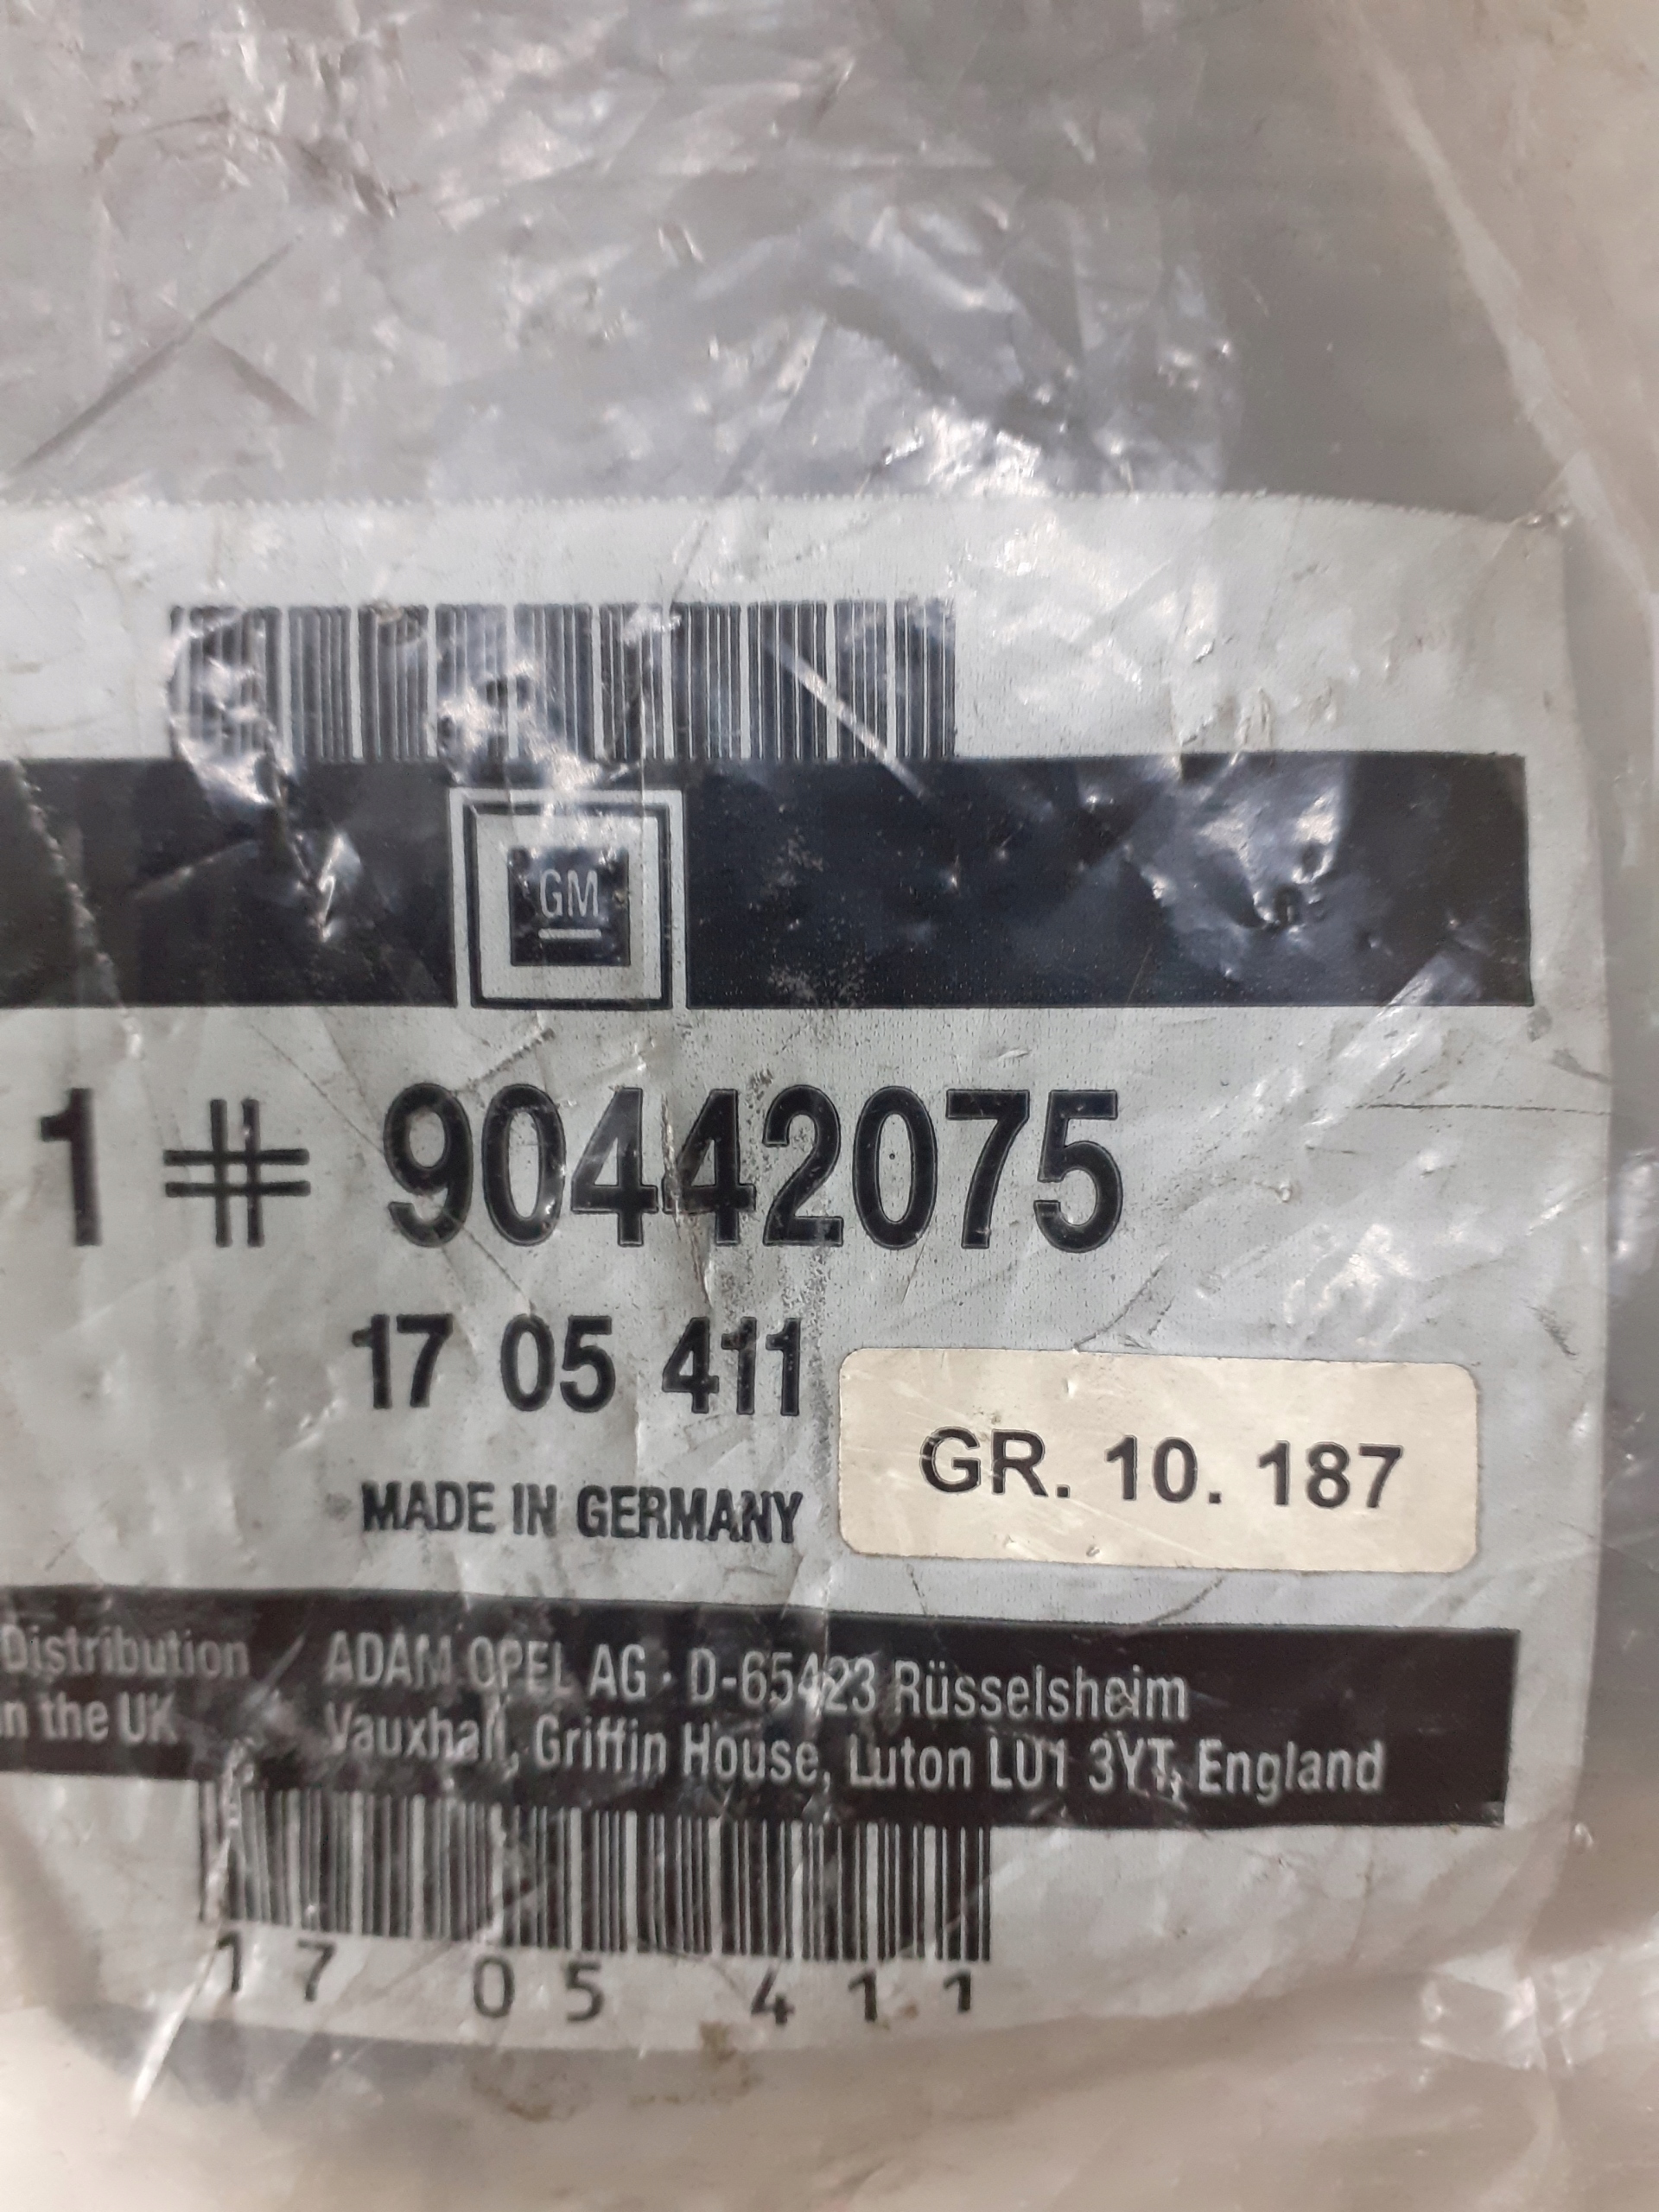 GM
1 # 90442075
17 05 411
GR. 10. 187
MADE IN GERMANY
Distribution
in the UK
ADAM OPEL AG · D-65423 Rüsselsheim
Vauxhall, Griffin House, Luton LU1 3YT, England
17 05 411